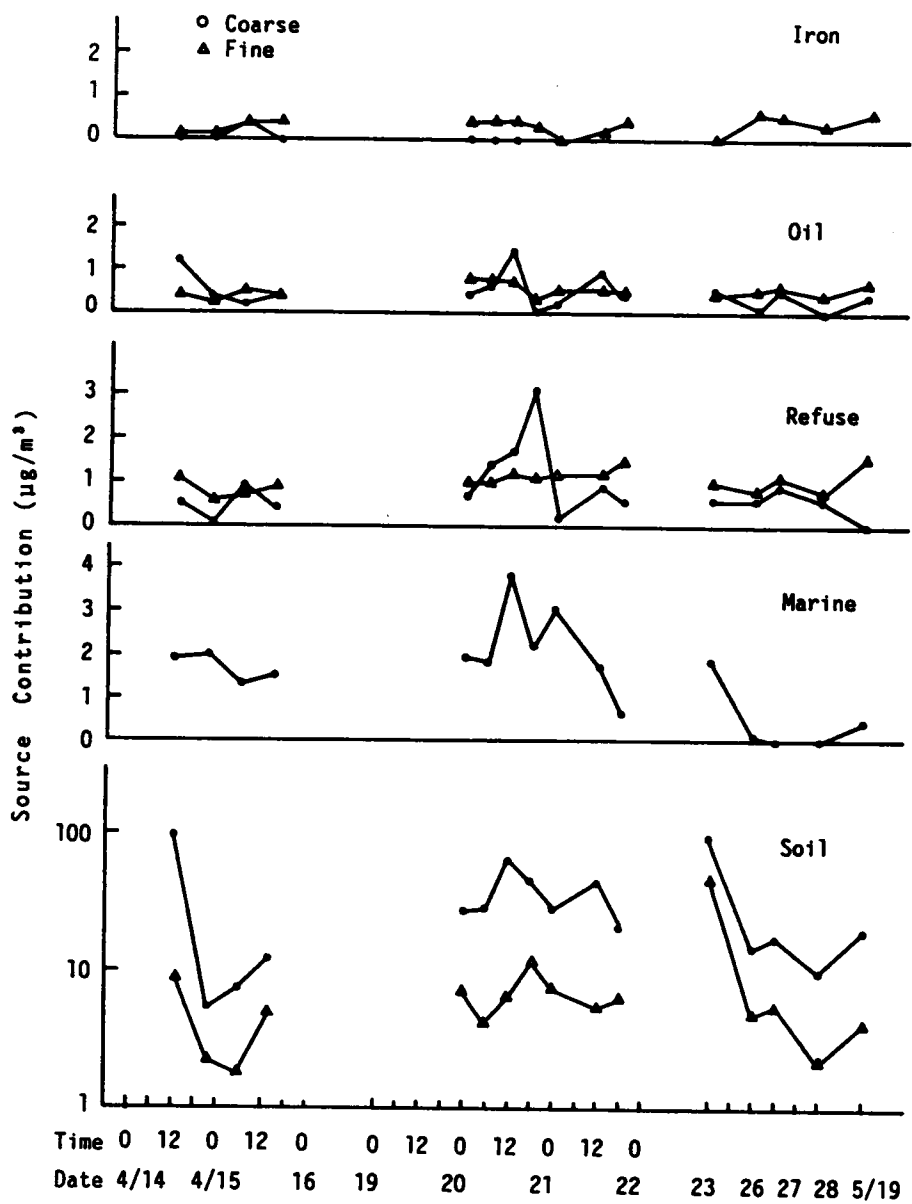 Coarse
Fine
Iron
2
1
0
Oil
2
1
0
Refuse
3
2
1
0
Marine
4
3
2
1
0
Soil
100
10
1
Source Contribution (µg/m³)
Time 0 12 0 12 0 0 12 0 12 0 12 0
Date 4/14 4/15 16 19 20 21 22 23 26 27 28 5/19